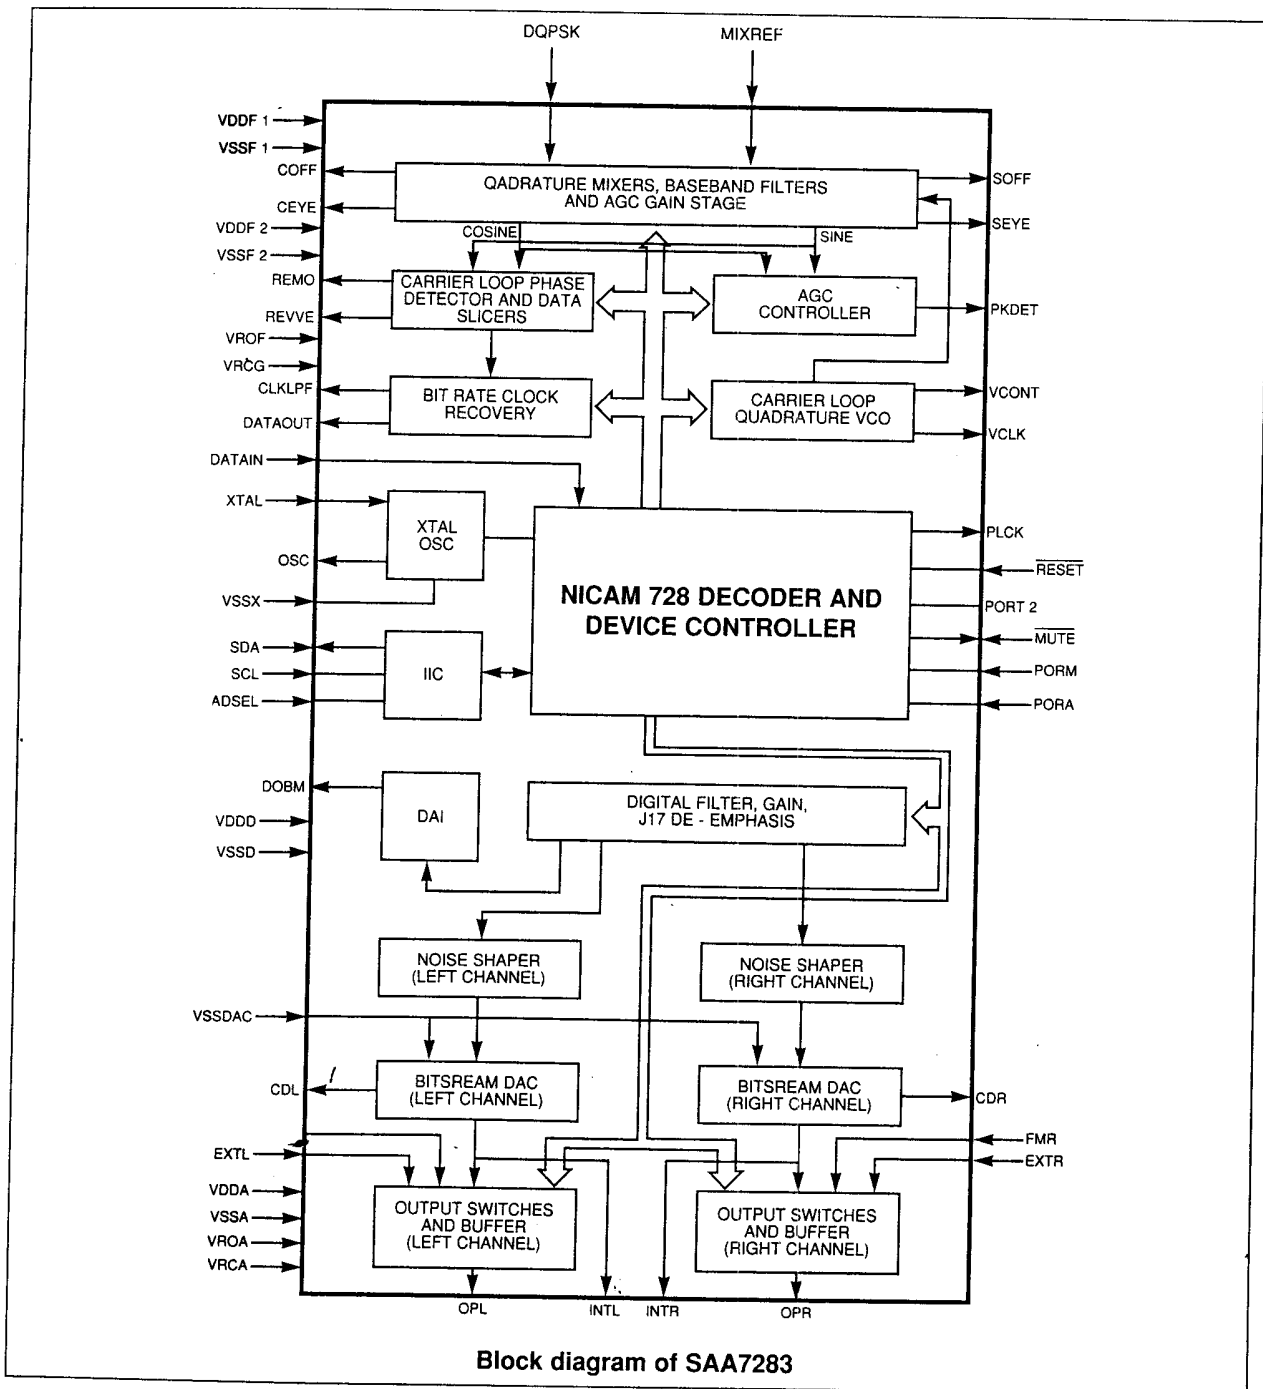 DQPSK
MIXREF
VDDF 1
VSSF 1
COFF
CEYE
VDDF 2
VSSF 2
REMO
REVVE
VROF
VRCG
CLKLPF
DATAOUT
DATAIN
XTAL
OSC
VSSX
SDA
SCL
ADSEL
DOBM
VDDD
VSSD
VSSDAC
CDL
EXTL
VDDA
VSSA
VROA
VRCA
QADRATURE MIXERS, BASEBAND FILTERS
AND AGC GAIN STAGE
COSINE
SINE
CARRIER LOOP PHASE
DETECTOR AND DATA
SLICERS
AGC
CONTROLLER
BIT RATE CLOCK
RECOVERY
CARRIER LOOP
QUADRATURE VCO
XTAL
OSC
NICAM 728 DECODER AND
DEVICE CONTROLLER
IIC
DAI
DIGITAL FILTER, GAIN,
J17 DE - EMPHASIS
NOISE SHAPER
(LEFT CHANNEL)
NOISE SHAPER
(RIGHT CHANNEL)
BITSREAM DAC
(LEFT CHANNEL)
BITSREAM DAC
(RIGHT CHANNEL)
OUTPUT SWITCHES
AND BUFFER
(LEFT CHANNEL)
OUTPUT SWITCHES
AND BUFFER
(RIGHT CHANNEL)
SOFF
SEYE
PKDET
VCONT
VCLK
PLCK
RESET
PORT 2
MUTE
PORM
PORA
CDR
FMR
EXTR
OPL
INTL
INTR
OPR
Block diagram of SAA7283